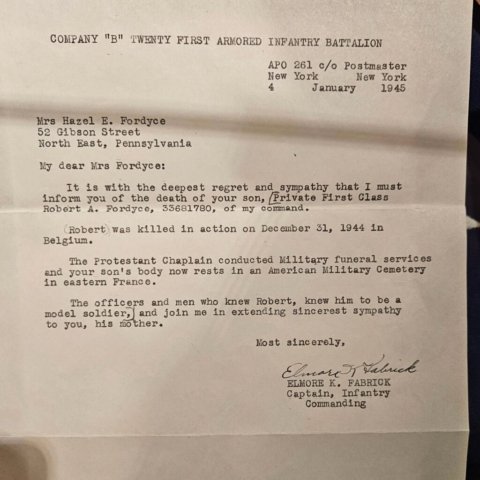 COMPANY "B" TWENTY FIRST ARMORED INFANTRY BATTALION
APO 261 c/o Postmaster
New York New York
4 January 1945
Mrs Hazel E. Fordyce
52 Gibson Street
North East, Pennsylvania
My dear Mrs Fordyce:
It is with the deepest regret and sympathy that I must
inform you of the death of your son, [Private First Class
Robert A. Fordyce, 33681780, of my command.
(Robert) was killed in action on December 31, 1944 in
Belgium.
The Protestant Chaplain conducted Military funeral services
and your son's body now rests in an American Military Cemetery
in eastern France.
The officers and men who knew Robert, knew him to be a
model soldier,] and join me in extending sincerest sympathy
to you, his mother.
Most sincerely,
Elmore K Fabrick
ELMORE K. FABRICK
Captain, Infantry
Commanding